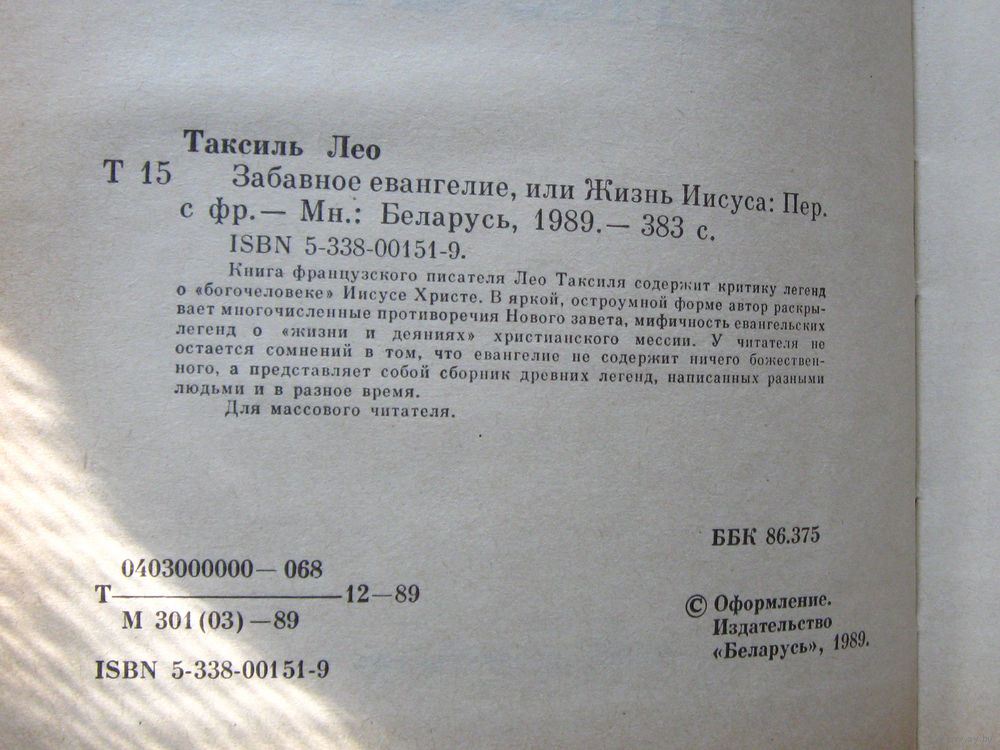 Таксиль Лео
Т 15 Забавное евангелие, или Жизнь Иисуса: Пер.
с фр.— Мн.: Беларусь, 1989.— 383 с.
ISBN 5-338-00151-9.
Книга французского писателя Лео Таксиля содержит критику легенд
о «богочеловеке» Иисусе Христе. В яркой, остроумной форме автор раскры-
вает многочисленные противоречия Нового завета, мифичность евангельских
легенд о «жизни и деяниях» христианского мессии. У читателя не
остается сомнений в том, что евангелие не содержит ничего божествен-
ного, а представляет собой сборник древних легенд, написанных разными
людьми и в разное время.
Для массового читателя.
ББК 86.375
0403000000—068
Т 12—89
М 301(03)—89
ISBN 5-338-00151-9
© Оформление.
Издательство
«Беларусь», 1989.